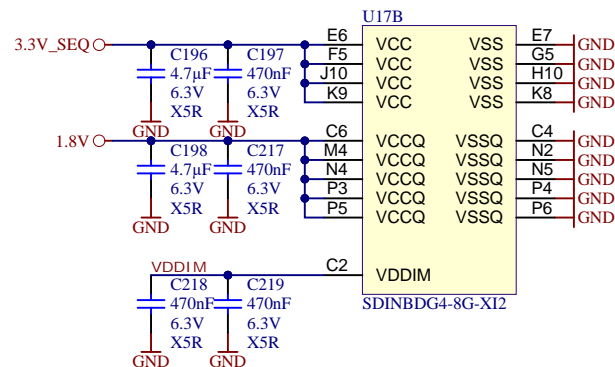 U17B
3.3V_SEQ
C196
4.7µF
6.3V
X5R
GND
C197
470nF
6.3V
X5R
GND
E6 VCC VSS E7 GND
F5 VCC VSS G5 GND
J10 VCC VSS H10 GND
K9 VCC VSS K8 GND
1.8V
C198
4.7µF
6.3V
X5R
GND
C217
470nF
6.3V
X5R
GND
C6 VCCQ VSSQ C4 GND
M4 VCCQ VSSQ N2 GND
N4 VCCQ VSSQ N5 GND
P3 VCCQ VSSQ P4 GND
P5 VCCQ VSSQ P6 GND
VDDIM
C218
470nF
6.3V
X5R
GND
C219
470nF
6.3V
X5R
GND
C2 VDDIM
SDINBDG4-8G-XI2